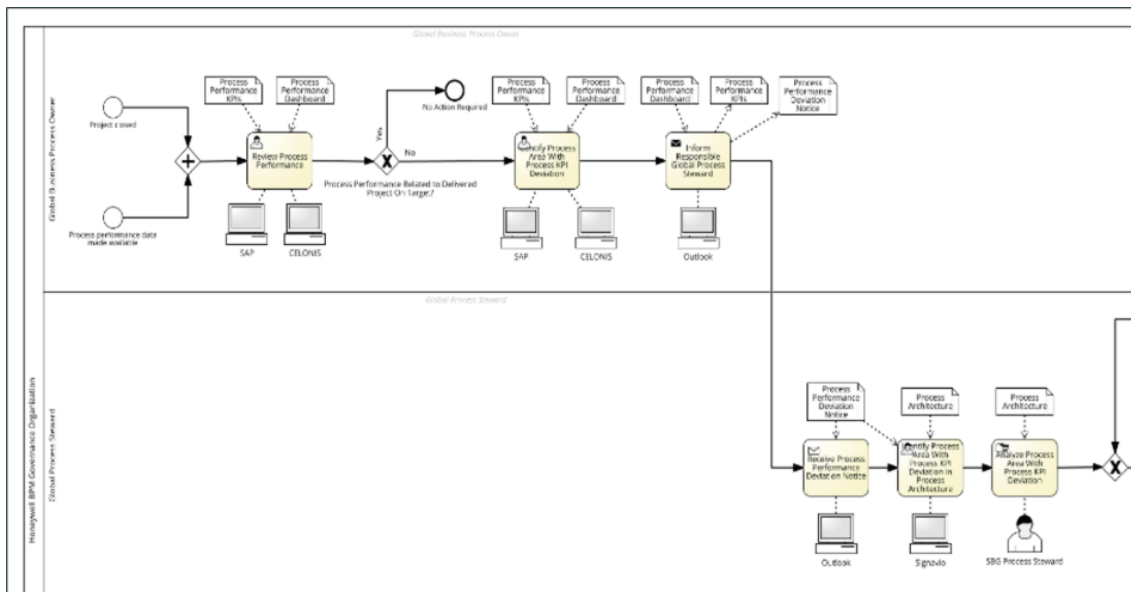 Global Business Process Owner
Honeywell BPM Governance Organization
Global Business Process Owner
Project closed
Process performance data
made available
Process
Performance
KPIs
Process
Performance
Dashboard
Review Process
Performance
SAP
CELONIS
Yes
No
No Action Required
Process Performance Related to Delivered
Project On Target?
Process
Performance
KPIs
Process
Performance
Dashboard
Identify Process
Area With
Process KPI
Deviation
SAP
CELONIS
Process
Performance
Dashboard
Process
Performance
KPIs
Process
Performance
Deviation
Notice
Inform
Responsible
Global Process
Steward
Outlook
Global Process Steward
Global Process Steward
Process
Performance
Deviation
Notice
Receive Process
Performance
Deviation Notice
Outlook
Process
Architecture
Identify Process
Area With
Process KPI
Deviation in
Process
Architecture
Signavio
Process
Architecture
Analyze Process
Area With
Process KPI
Deviation
SBG Process Steward